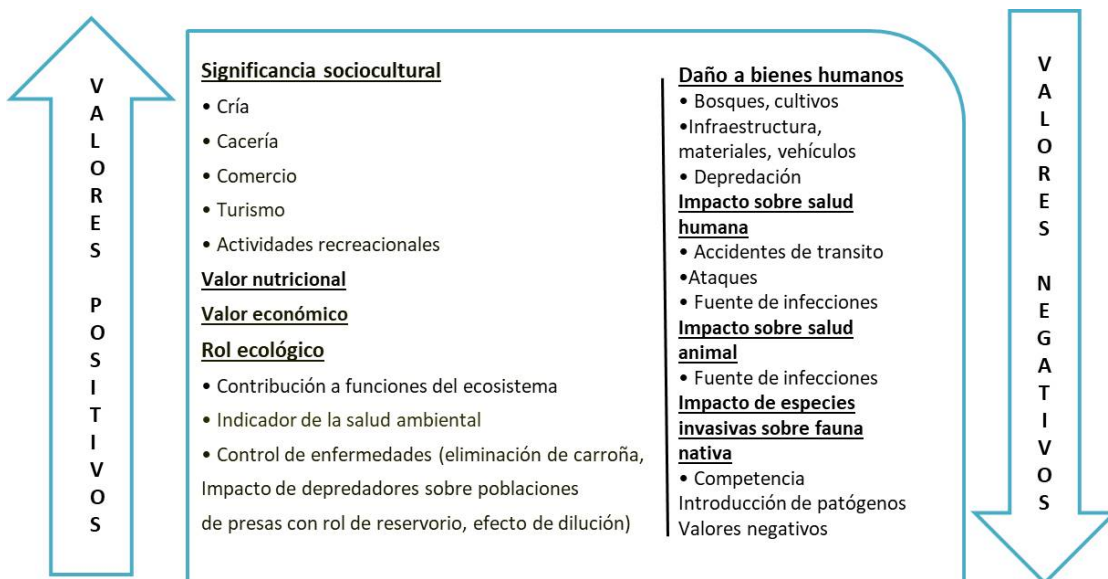 VALORES POSITIVOS
Significancia sociocultural
• Cría
• Cacería
• Comercio
• Turismo
• Actividades recreacionales
Valor nutricional
Valor económico
Rol ecológico
• Contribución a funciones del ecosistema
• Indicador de la salud ambiental
• Control de enfermedades (eliminación de carroña,
Impacto de depredadores sobre poblaciones
de presas con rol de reservorio, efecto de dilución)
Daño a bienes humanos
• Bosques, cultivos
•Infraestructura,
materiales, vehículos
• Depredación
Impacto sobre salud
humana
• Accidentes de transito
•Ataques
• Fuente de infecciones
Impacto sobre salud
animal
• Fuente de infecciones
Impacto de especies
invasivas sobre fauna
nativa
• Competencia
Introducción de patógenos
Valores negativos
VALORES NEGATIVOS